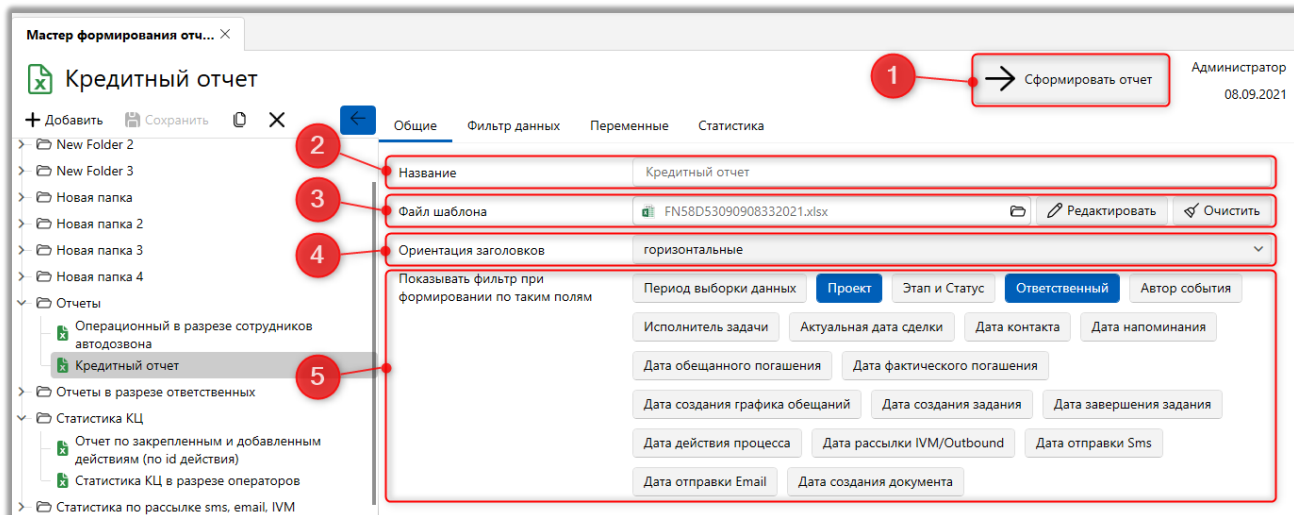 Мастер формирования отч...
Кредитный отчет
1
Сформировать отчет
Администратор
08.09.2021
Добавить
Сохранить
Общие
Фильтр данных
Переменные
Статистика
New Folder 2
New Folder 3
Новая папка
Новая папка 2
Новая папка 3
Новая папка 4
Отчеты
Операционный в разрезе сотрудников
автодозвона
Кредитный отчет
Отчеты в разрезе ответственных
Статистика КЦ
Отчет по закрепленным и добавленным
действиям (по id действия)
Статистика КЦ в разрезе операторов
Статистика по рассылке sms, email, IVM
2
Название
Кредитный отчет
3
Файл шаблона
FN58D53090908332021.xlsx
Редактировать
Очистить
4
Ориентация заголовков
горизонтальные
5
Показывать фильтр при
формировании по таким полям
Период выборки данных
Проект
Этап и Статус
Ответственный
Автор события
Исполнитель задачи
Актуальная дата сделки
Дата контакта
Дата напоминания
Дата обещанного погашения
Дата фактического погашения
Дата создания графика обещаний
Дата создания задания
Дата завершения задания
Дата действия процесса
Дата рассылки IVM/Outbound
Дата отправки Sms
Дата отправки Email
Дата создания документа